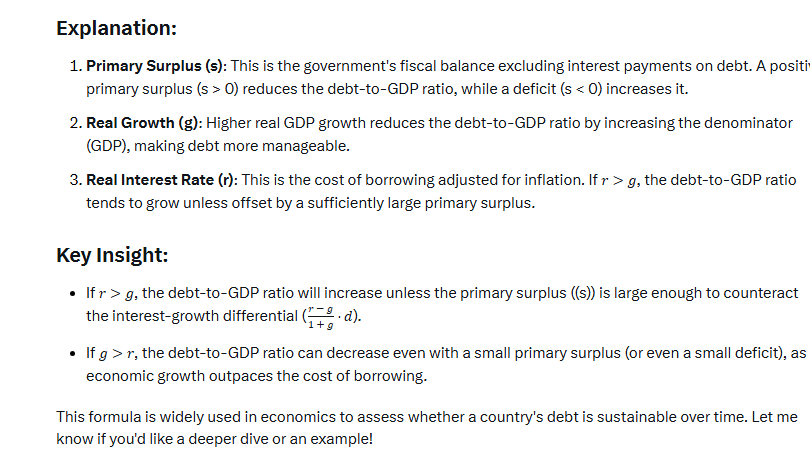 Explanation:
1. Primary Surplus (s): This is the government's fiscal balance excluding interest payments on debt. A positiv
primary surplus (s > 0) reduces the debt-to-GDP ratio, while a deficit (s < 0) increases it.
2. Real Growth (g): Higher real GDP growth reduces the debt-to-GDP ratio by increasing the denominator
(GDP), making debt more manageable.
3. Real Interest Rate (r): This is the cost of borrowing adjusted for inflation. If r > g, the debt-to-GDP ratio
tends to grow unless offset by a sufficiently large primary surplus.
Key Insight:
• If r > g, the debt-to-GDP ratio will increase unless the primary surplus ((s)) is large enough to counteract
the interest-growth differential (\frac{r-g}{1+g} · d).
• If g > r, the debt-to-GDP ratio can decrease even with a small primary surplus (or even a small deficit), as
economic growth outpaces the cost of borrowing.
This formula is widely used in economics to assess whether a country's debt is sustainable over time. Let me
know if you'd like a deeper dive or an example!